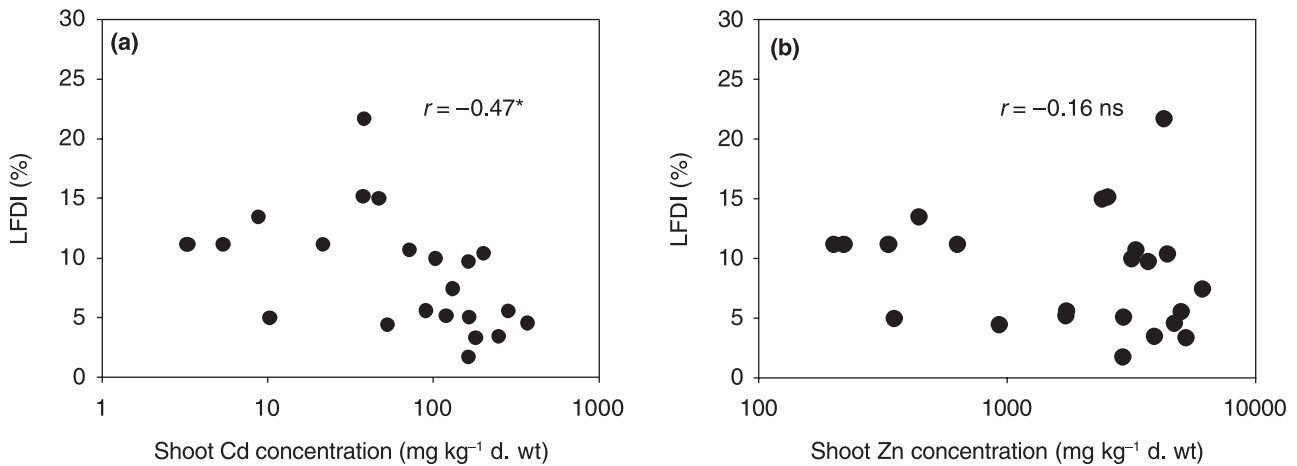 (a)
r = −0.47*
LFDI (%)
30
25
20
15
10
5
0
1
10
100
1000
Shoot Cd concentration (mg kg⁻¹ d. wt)
(b)
r = −0.16 ns
LFDI (%)
30
25
20
15
10
5
0
100
1000
10000
Shoot Zn concentration (mg kg⁻¹ d. wt)